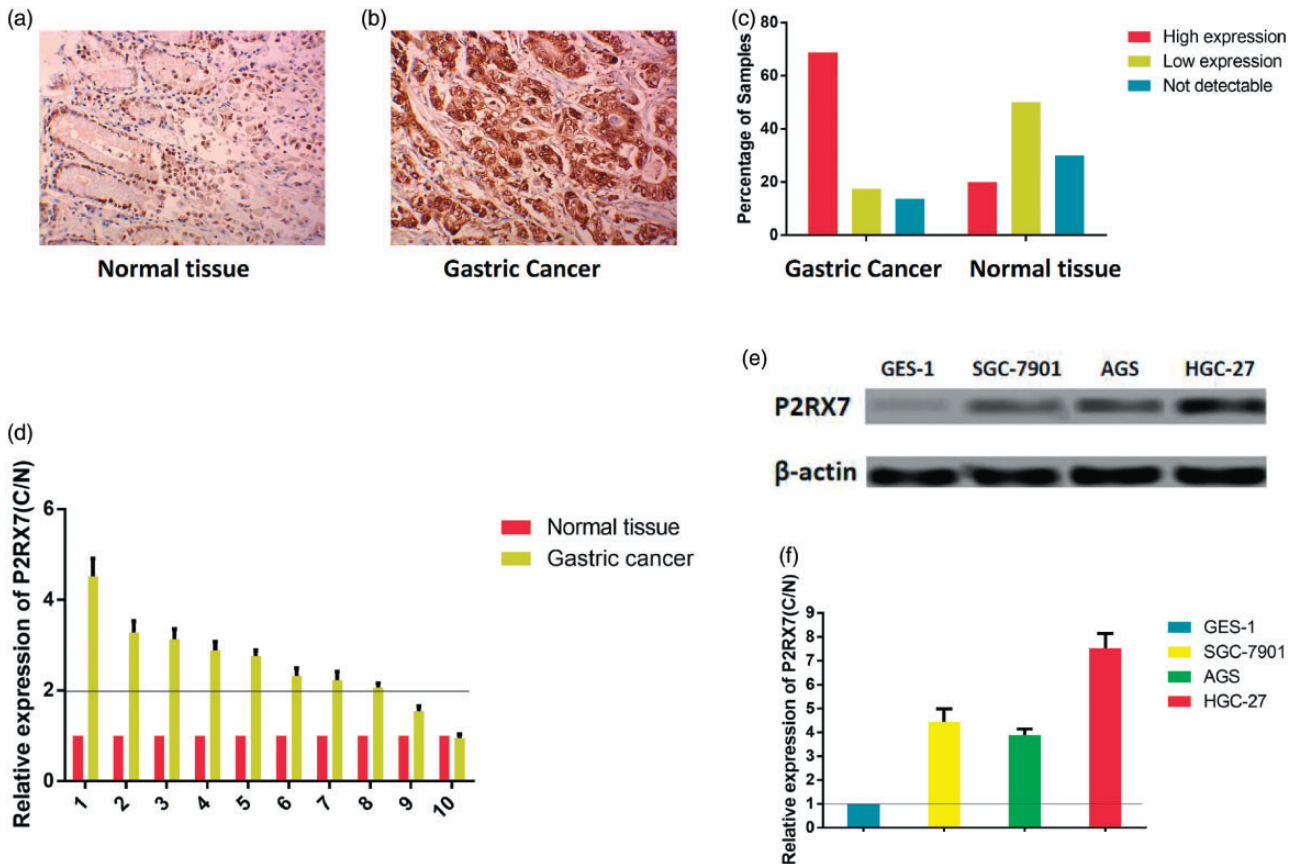 (a)
(b)
Normal tissue
Gastric Cancer
(c)
Percentage of Samples
80
60
40
20
0
Gastric Cancer
Normal tissue
High expression
Low expression
Not detectable
(d)
Relative expression of P2RX7(C/N)
6
4
2
0
1 2 3 4 5 6 7 8 9 10
Normal tissue
Gastric cancer
(e)
GES-1 SGC-7901 AGS HGC-27
P2RX7
β-actin
(f)
Relative expression of P2RX7(C/N)
9
8
7
6
5
4
3
2
1
0
GES-1
SGC-7901
AGS
HGC-27